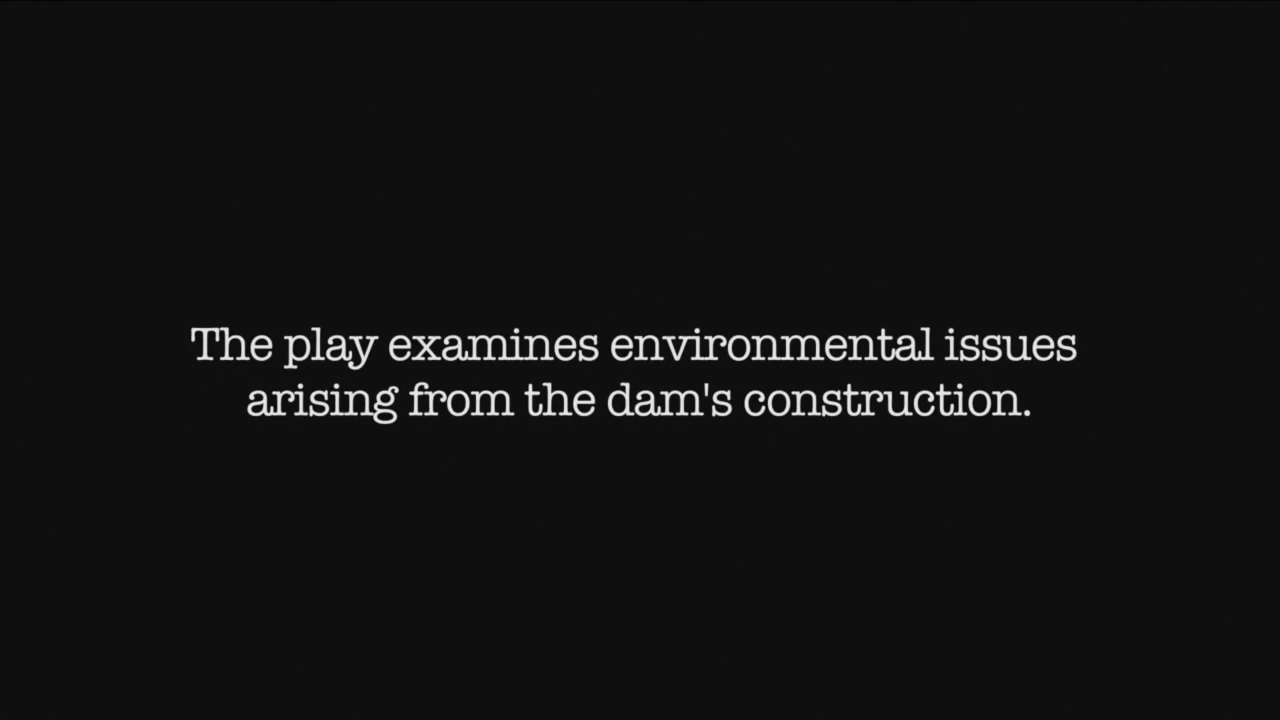 The play examines environmental issues
arising from the dam's construction.